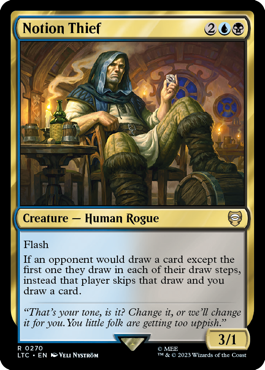 Notion Thief 2
Creature — Human Rogue
Flash
If an opponent would draw a card except the
first one they draw in each of their draw steps,
instead that player skips that draw and you
draw a card.
“That’s your tone, is it? Change it, or we’ll change
it for you. You little folk are getting too uppish.”
3/1
R 0270 © MEE
LTC • EN Veli Nyström ™ & © 2023 Wizards of the Coast